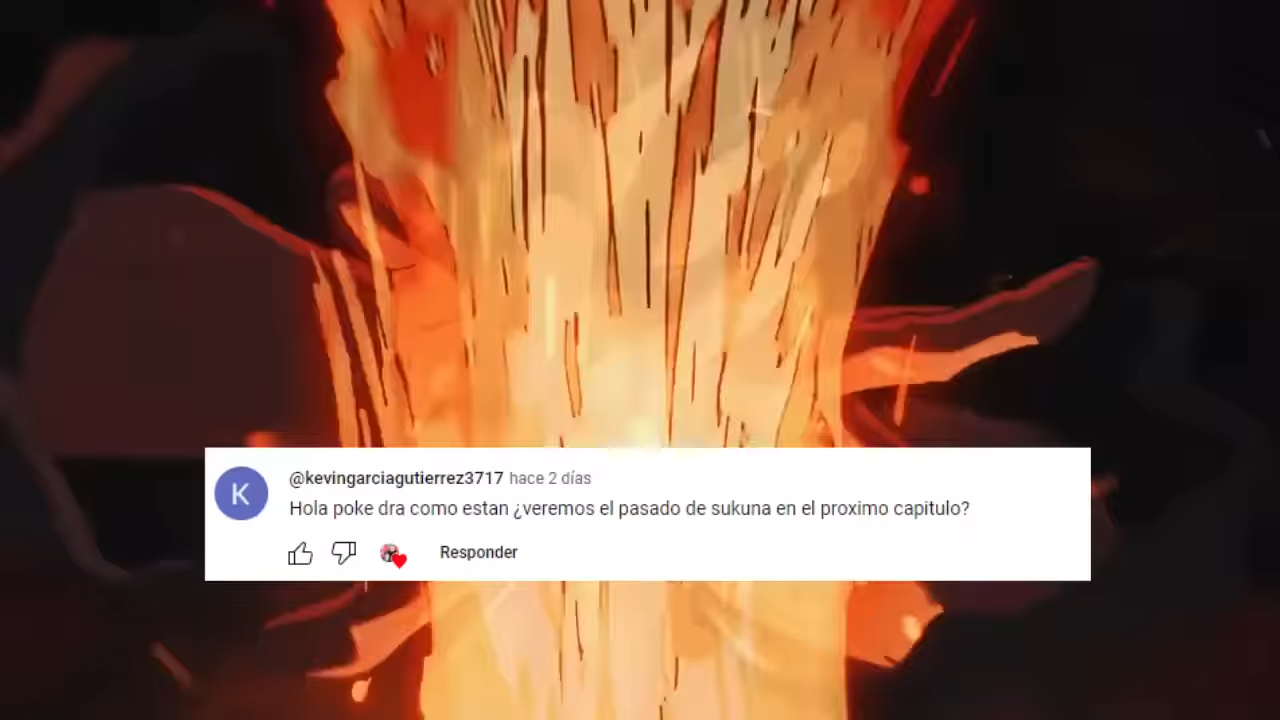 @kevingarciagutierrez3717 hace 2 días
Hola poke dra como estan ¿veremos el pasado de sukuna en el proximo capitulo?
Responder